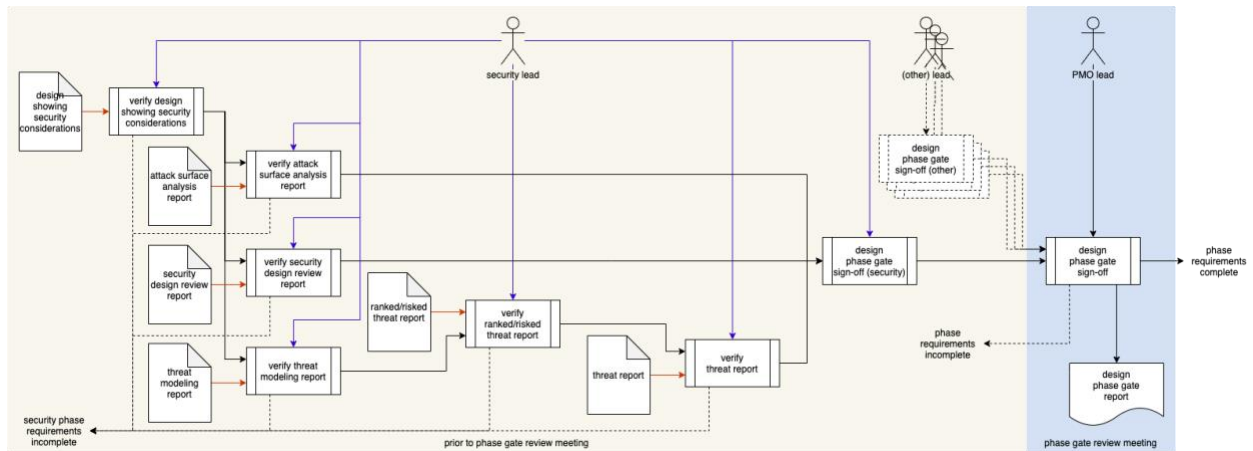 security lead
(other) lead
PMO lead
design
showing
security
considerations
verify design
showing security
considerations
attack surface
analysis
report
verify attack
surface analysis
report
design
phase gate
sign-off (other)
security
design review
report
verify security
design review
report
design
phase gate
sign-off (security)
design
phase gate
sign-off
phase
requirements
complete
ranked/risked
threat report
verify
ranked/risked
threat report
phase
requirements
incomplete
threat
modeling
report
verify threat
modeling report
threat report
verify
threat report
design
phase gate
report
security phase
requirements
incomplete
prior to phase gate review meeting
phase gate review meeting